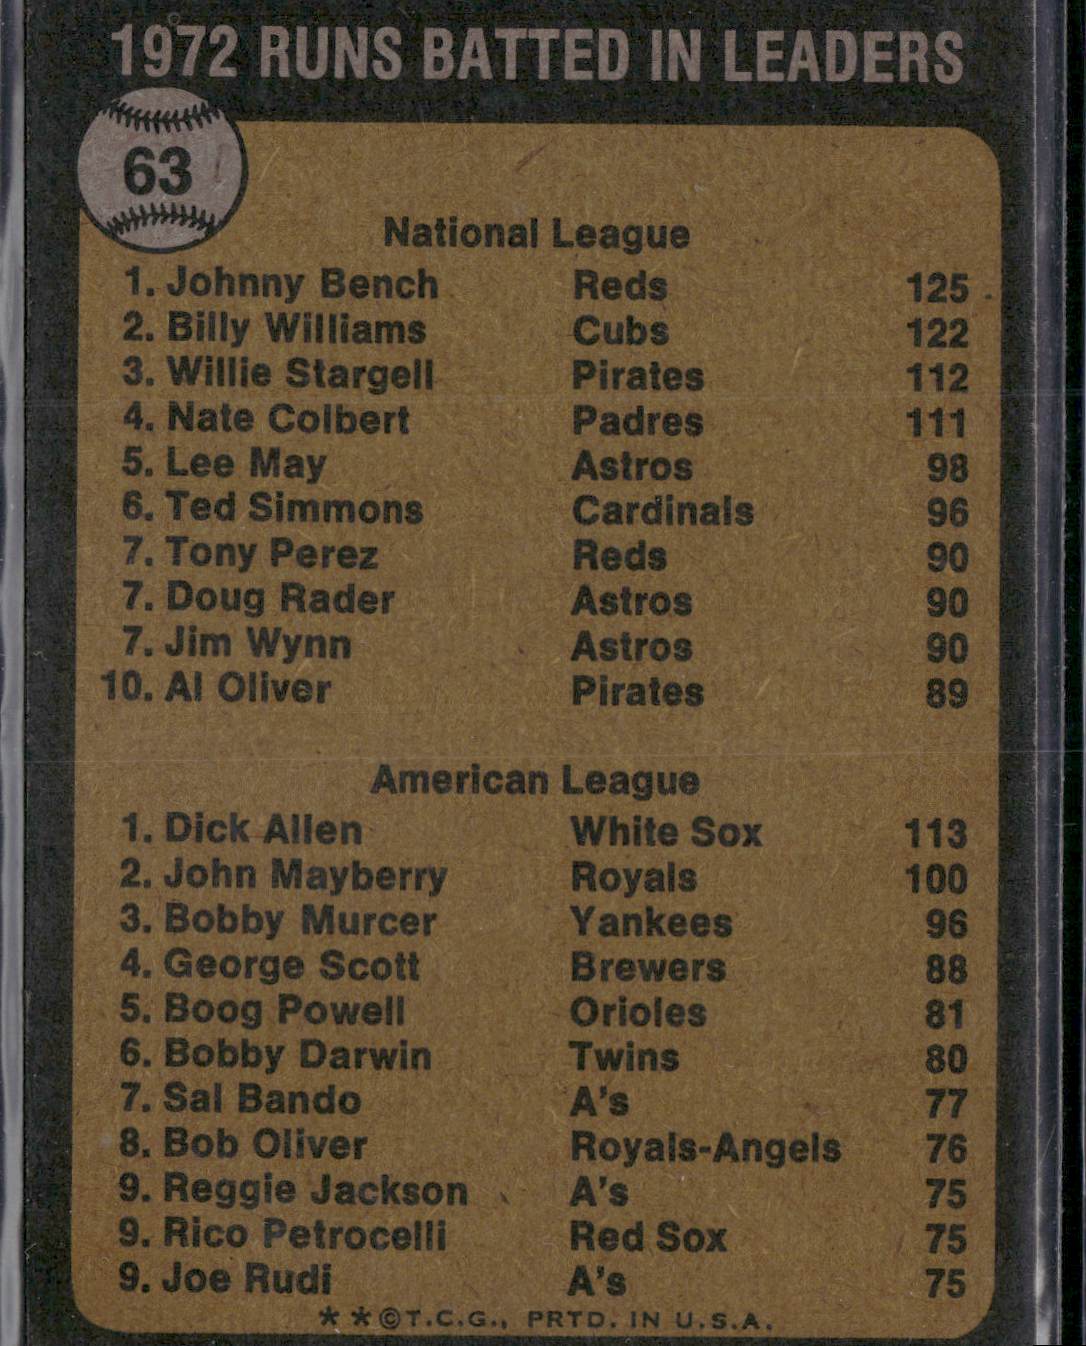 1972 RUNS BATTED IN LEADERS
63
National League
1. Johnny Bench Reds 125
2. Billy Williams Cubs 122
3. Willie Stargell Pirates 112
4. Nate Colbert Padres 111
5. Lee May Astros 98
6. Ted Simmons Cardinals 96
7. Tony Perez Reds 90
7. Doug Rader Astros 90
7. Jim Wynn Astros 90
10. Al Oliver Pirates 89
American League
1. Dick Allen White Sox 113
2. John Mayberry Royals 100
3. Bobby Murcer Yankees 96
4. George Scott Brewers 88
5. Boog Powell Orioles 81
6. Bobby Darwin Twins 80
7. Sal Bando A's 77
8. Bob Oliver Royals-Angels 76
9. Reggie Jackson A's 75
9. Rico Petrocelli Red Sox 75
9. Joe Rudi A's 75
* *©T.C.G., PRTD. IN U.S.A.